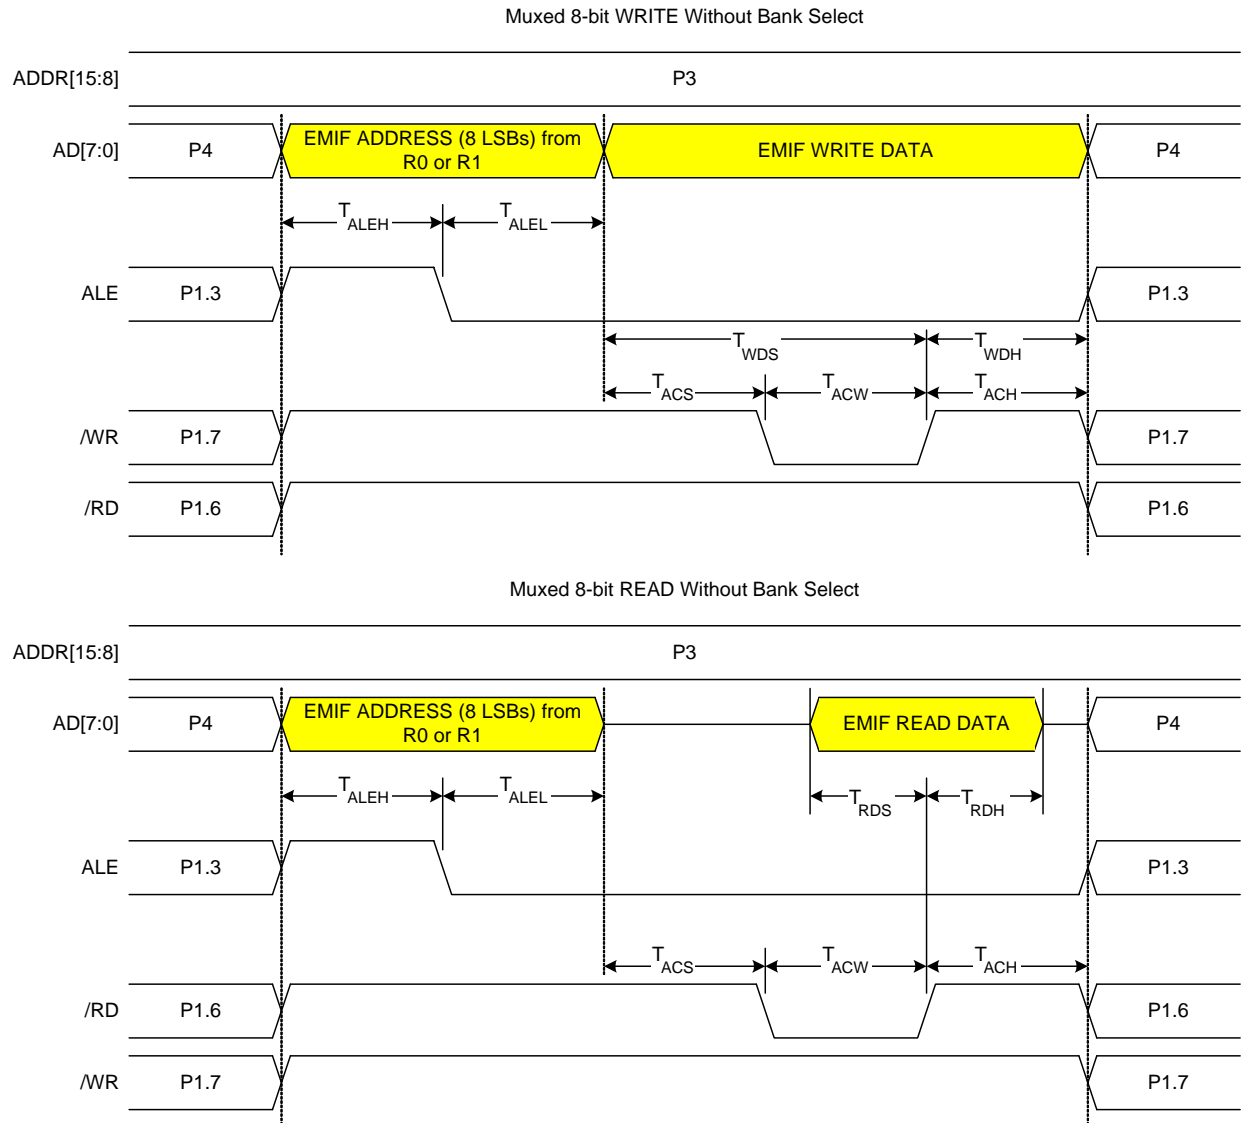 Muxed 8-bit WRITE Without Bank Select
ADDR[15:8] P3
AD[7:0] P4 EMIF ADDRESS (8 LSBs) from EMIF WRITE DATA P4
R0 or R1
TALEH TALEL
ALE P1.3 P1.3
TWDS TWDH
TACS TACW TACH
/WR P1.7 P1.7
/RD P1.6 P1.6
Muxed 8-bit READ Without Bank Select
ADDR[15:8] P3
AD[7:0] P4 EMIF ADDRESS (8 LSBs) from EMIF READ DATA P4
R0 or R1
TALEH TALEL TRDS TRDH
ALE P1.3 P1.3
TACS TACW TACH
/RD P1.6 P1.6
/WR P1.7 P1.7